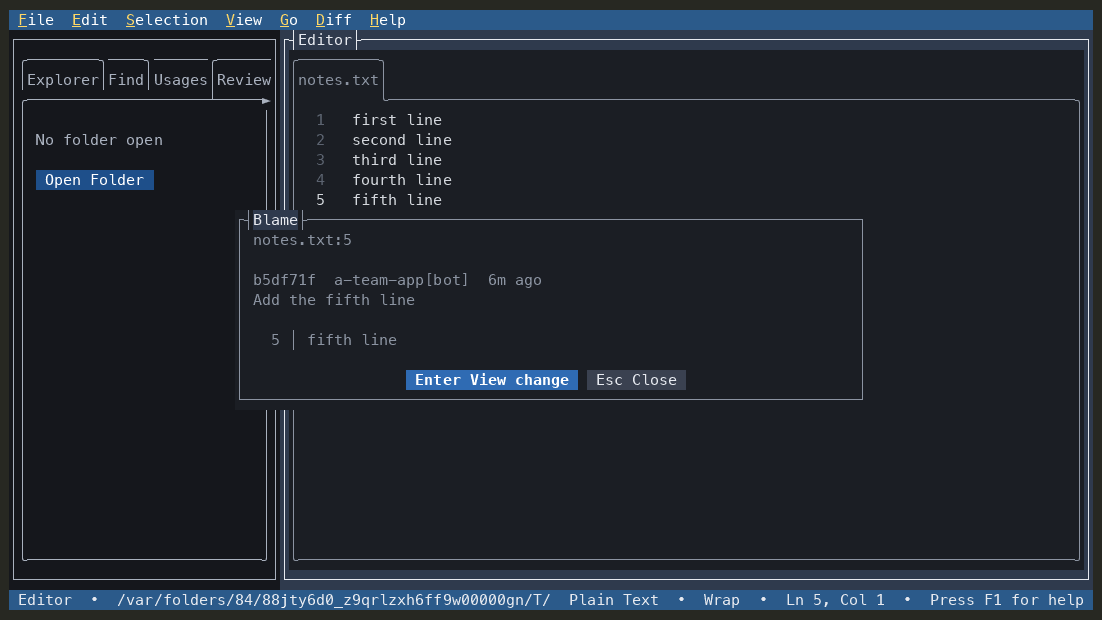 File Edit Selection View Go Diff Help
Editor
Explorer Find Usages Review
notes.txt
No folder open
Open Folder
1 first line
2 second line
3 third line
4 fourth line
5 fifth line
Blame
notes.txt:5
b5df71f a-team-app[bot] 6m ago
Add the fifth line
5 │ fifth line
Enter View change Esc Close
Editor • /var/folders/84/88jty6d0_z9qrlzxh6ff9w00000gn/T/ Plain Text • Wrap • Ln 5, Col 1 • Press F1 for help